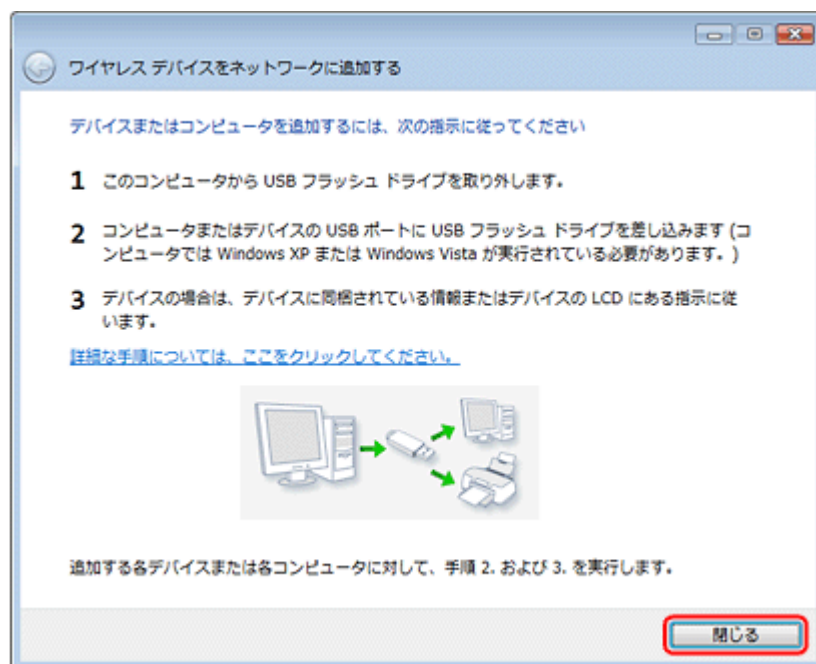 ワイヤレス デバイスをネットワークに追加する
デバイスまたはコンピュータを追加するには、次の指示に従ってください
1 このコンピュータから USB フラッシュ ドライブを取り外します。
2 コンピュータまたはデバイスの USB ポートに USB フラッシュ ドライブを差し込みます (コ
ンピュータでは Windows XP または Windows Vista が実行されている必要があります。)
3 デバイスの場合は、デバイスに同梱されている情報またはデバイスの LCD にある指示に従
います。
詳細な手順については、ここをクリックしてください。
追加する各デバイスまたは各コンピュータに対して、手順 2. および 3. を実行します。
閉じる